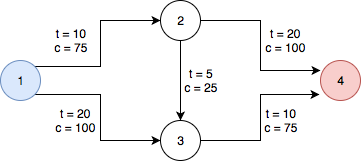 t = 10
c = 75
2
t = 20
c = 100
1
t = 5
c = 25
4
t = 20
c = 100
3
t = 10
c = 75